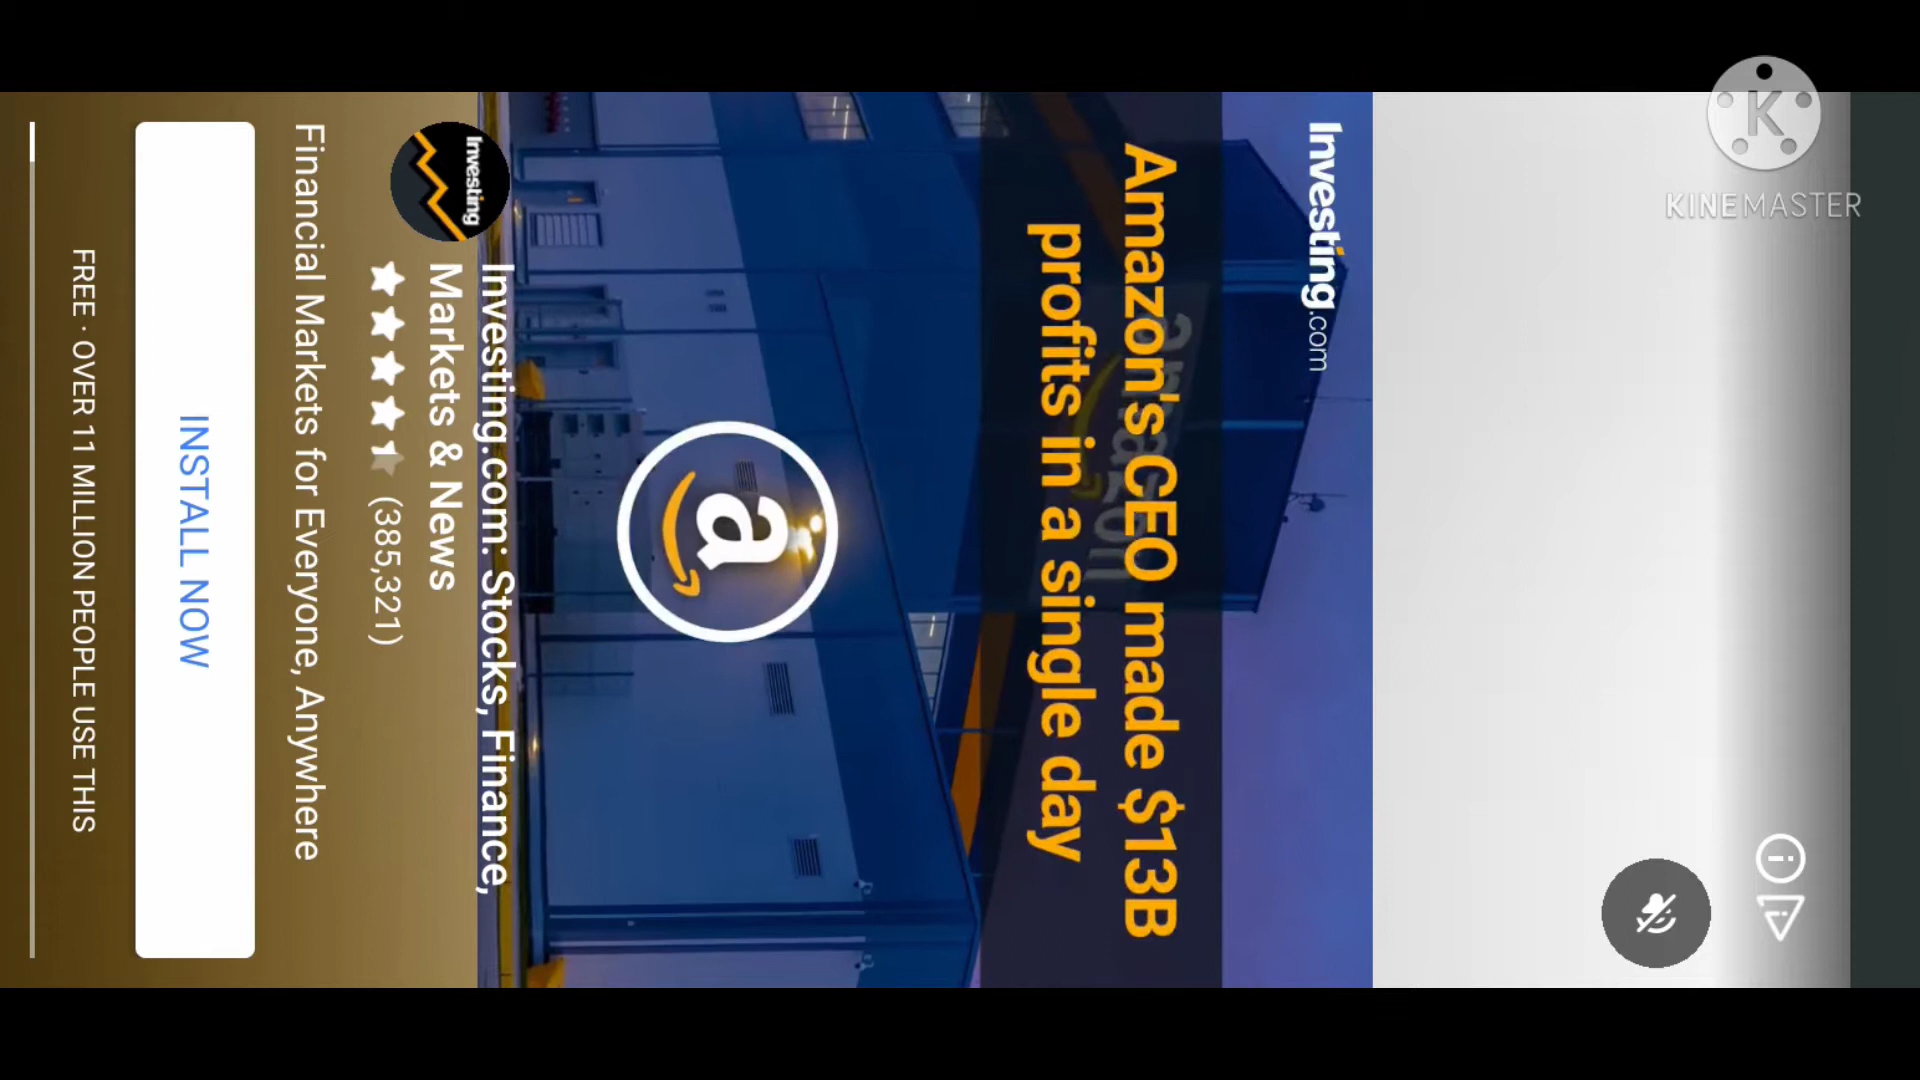 Investing.com
Amazon's CEO made $13B
profits in a single day
amazon
a
Investing
Investing.com: Stocks, Finance,
Markets & News
(385,321)
Financial Markets for Everyone, Anywhere
INSTALL NOW
FREE · OVER 11 MILLION PEOPLE USE THIS
K
KINEMASTER